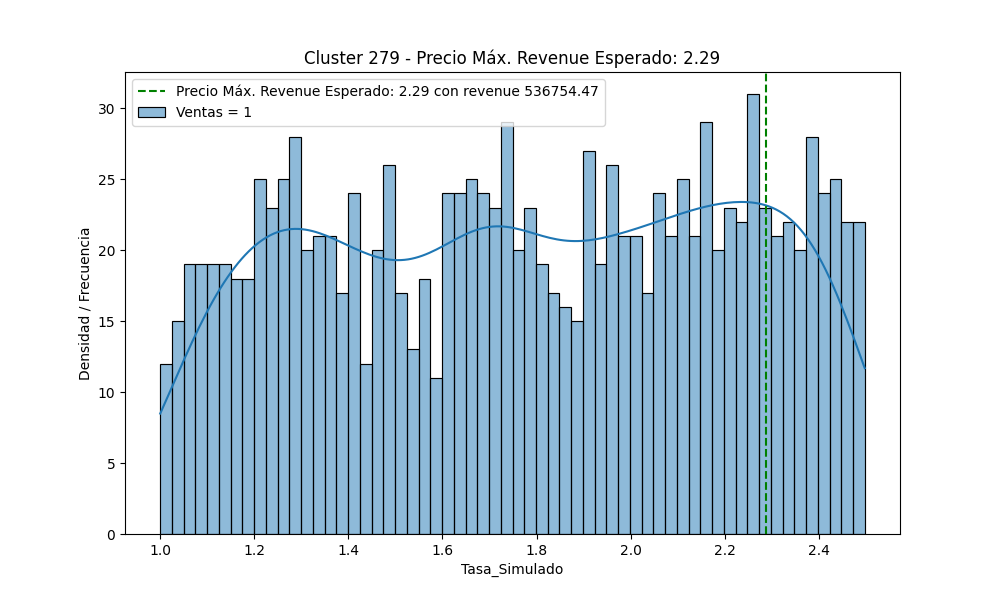 Cluster 279 - Precio Máx. Revenue Esperado: 2.29
Precio Máx. Revenue Esperado: 2.29 con revenue 536754.47
Ventas = 1
Densidad / Frecuencia
30
25
20
15
10
5
0
1.0 1.2 1.4 1.6 1.8 2.0 2.2 2.4
Tasa_Simulado